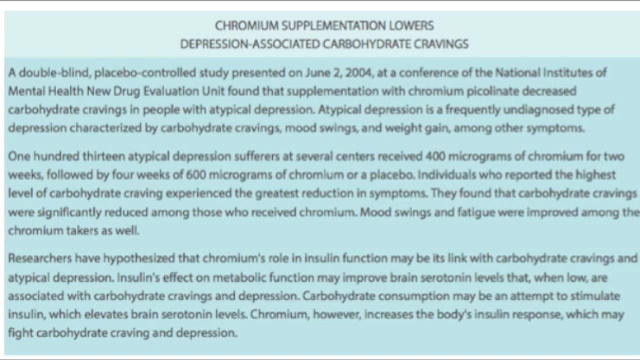 CHROMIUM SUPPLEMENTATION LOWERS
DEPRESSION-ASSOCIATED CARBOHYDRATE CRAVINGS
A double-blind, placebo-controlled study presented on June 2, 2004, at a conference of the National Institutes of
Mental Health New Drug Evaluation Unit found that supplementation with chromium picolinate decreased
carbohydrate cravings in people with atypical depression. Atypical depression is a frequently undiagnosed type of
depression characterized by carbohydrate cravings, mood swings, and weight gain, among other symptoms.
One hundred thirteen atypical depression sufferers at several centers received 400 micrograms of chromium for two
weeks, followed by four weeks of 600 micrograms of chromium or a placebo. Individuals who reported the highest
level of carbohydrate craving experienced the greatest reduction in symptoms. They found that carbohydrate cravings
were significantly reduced among those who received chromium. Mood swings and fatigue were improved among the
chromium takers as well.
Researchers have hypothesized that chromium's role in insulin function may be its link with carbohydrate cravings and
atypical depression. Insulin's effect on metabolic function may improve brain serotonin levels that, when low, are
associated with carbohydrate cravings and depression. Carbohydrate consumption may be an attempt to stimulate
insulin, which elevates brain serotonin levels. Chromium, however, increases the body's insulin response, which may
fight carbohydrate craving and depression.